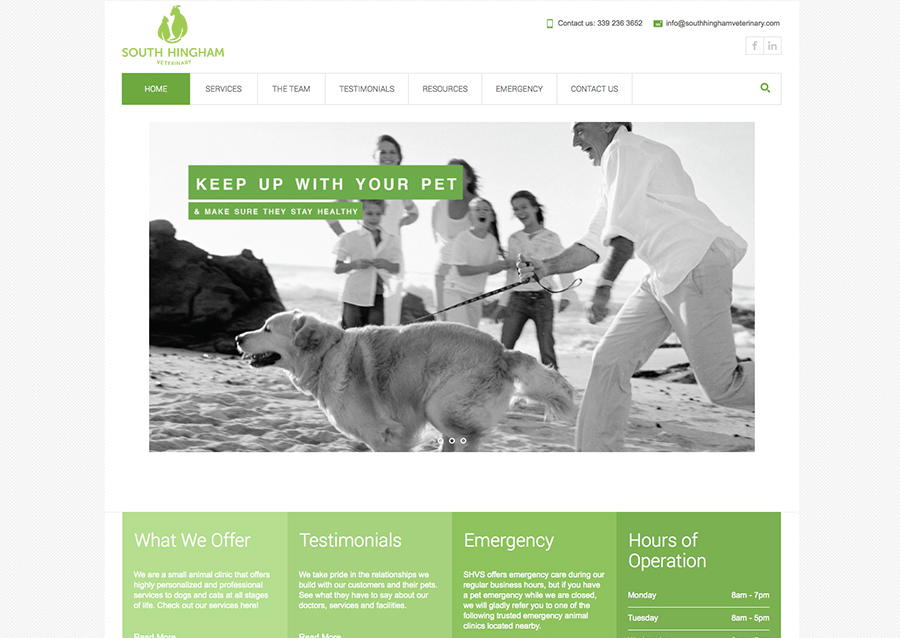 Contact us: 339 236 3652
info@southhinghamveterinary.com
SOUTH HINGHAM
VETERINARY
HOME
SERVICES
THE TEAM
TESTIMONIALS
RESOURCES
EMERGENCY
CONTACT US
KEEP UP WITH YOUR PET
& MAKE SURE THEY STAY HEALTHY
What We Offer
We are a small animal clinic that offers
highly personalized and professional
services to dogs and cats at all stages
of life. Check out our services here!
Read More
Testimonials
We take pride in the relationships we
build with our customers and their pets.
See what they have to say about our
doctors, services and facilities.
Read More
Emergency
SHVS offers emergency care during our
regular business hours, but if you have
a pet emergency while we are closed,
we will gladly refer you to one of the
following trusted emergency animal
clinics located nearby.
Hours of
Operation
Monday 8am - 7pm
Tuesday 8am - 5pm